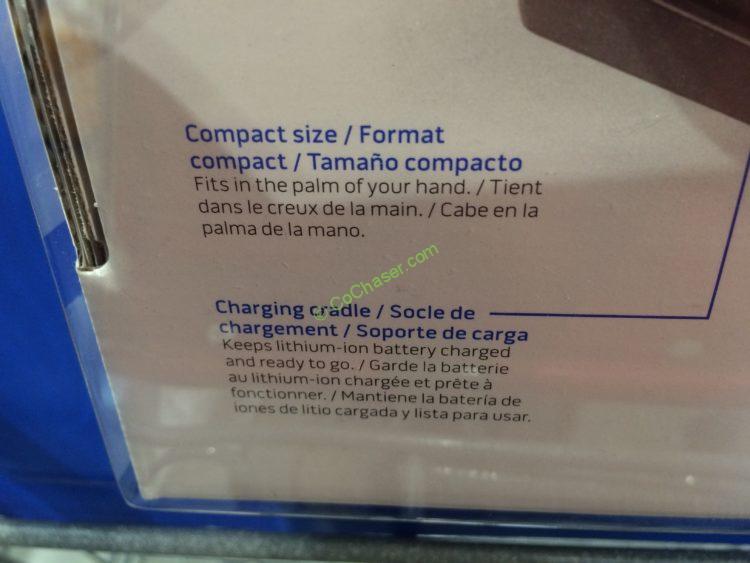 Compact size / Format
compact / Tamaño compacto
Fits in the palm of your hand. / Tient
dans le creux de la main. / Cabe en la
palma de la mano.
© CoChaser.com
Charging cradle / Socle de
chargement / Soporte de carga
Keeps lithium-ion battery charged
and ready to go. / Garde la batterie
au lithium-ion chargée et prête à
fonctionner. / Mantiene la batería de
iones de litio cargada y lista para usar.